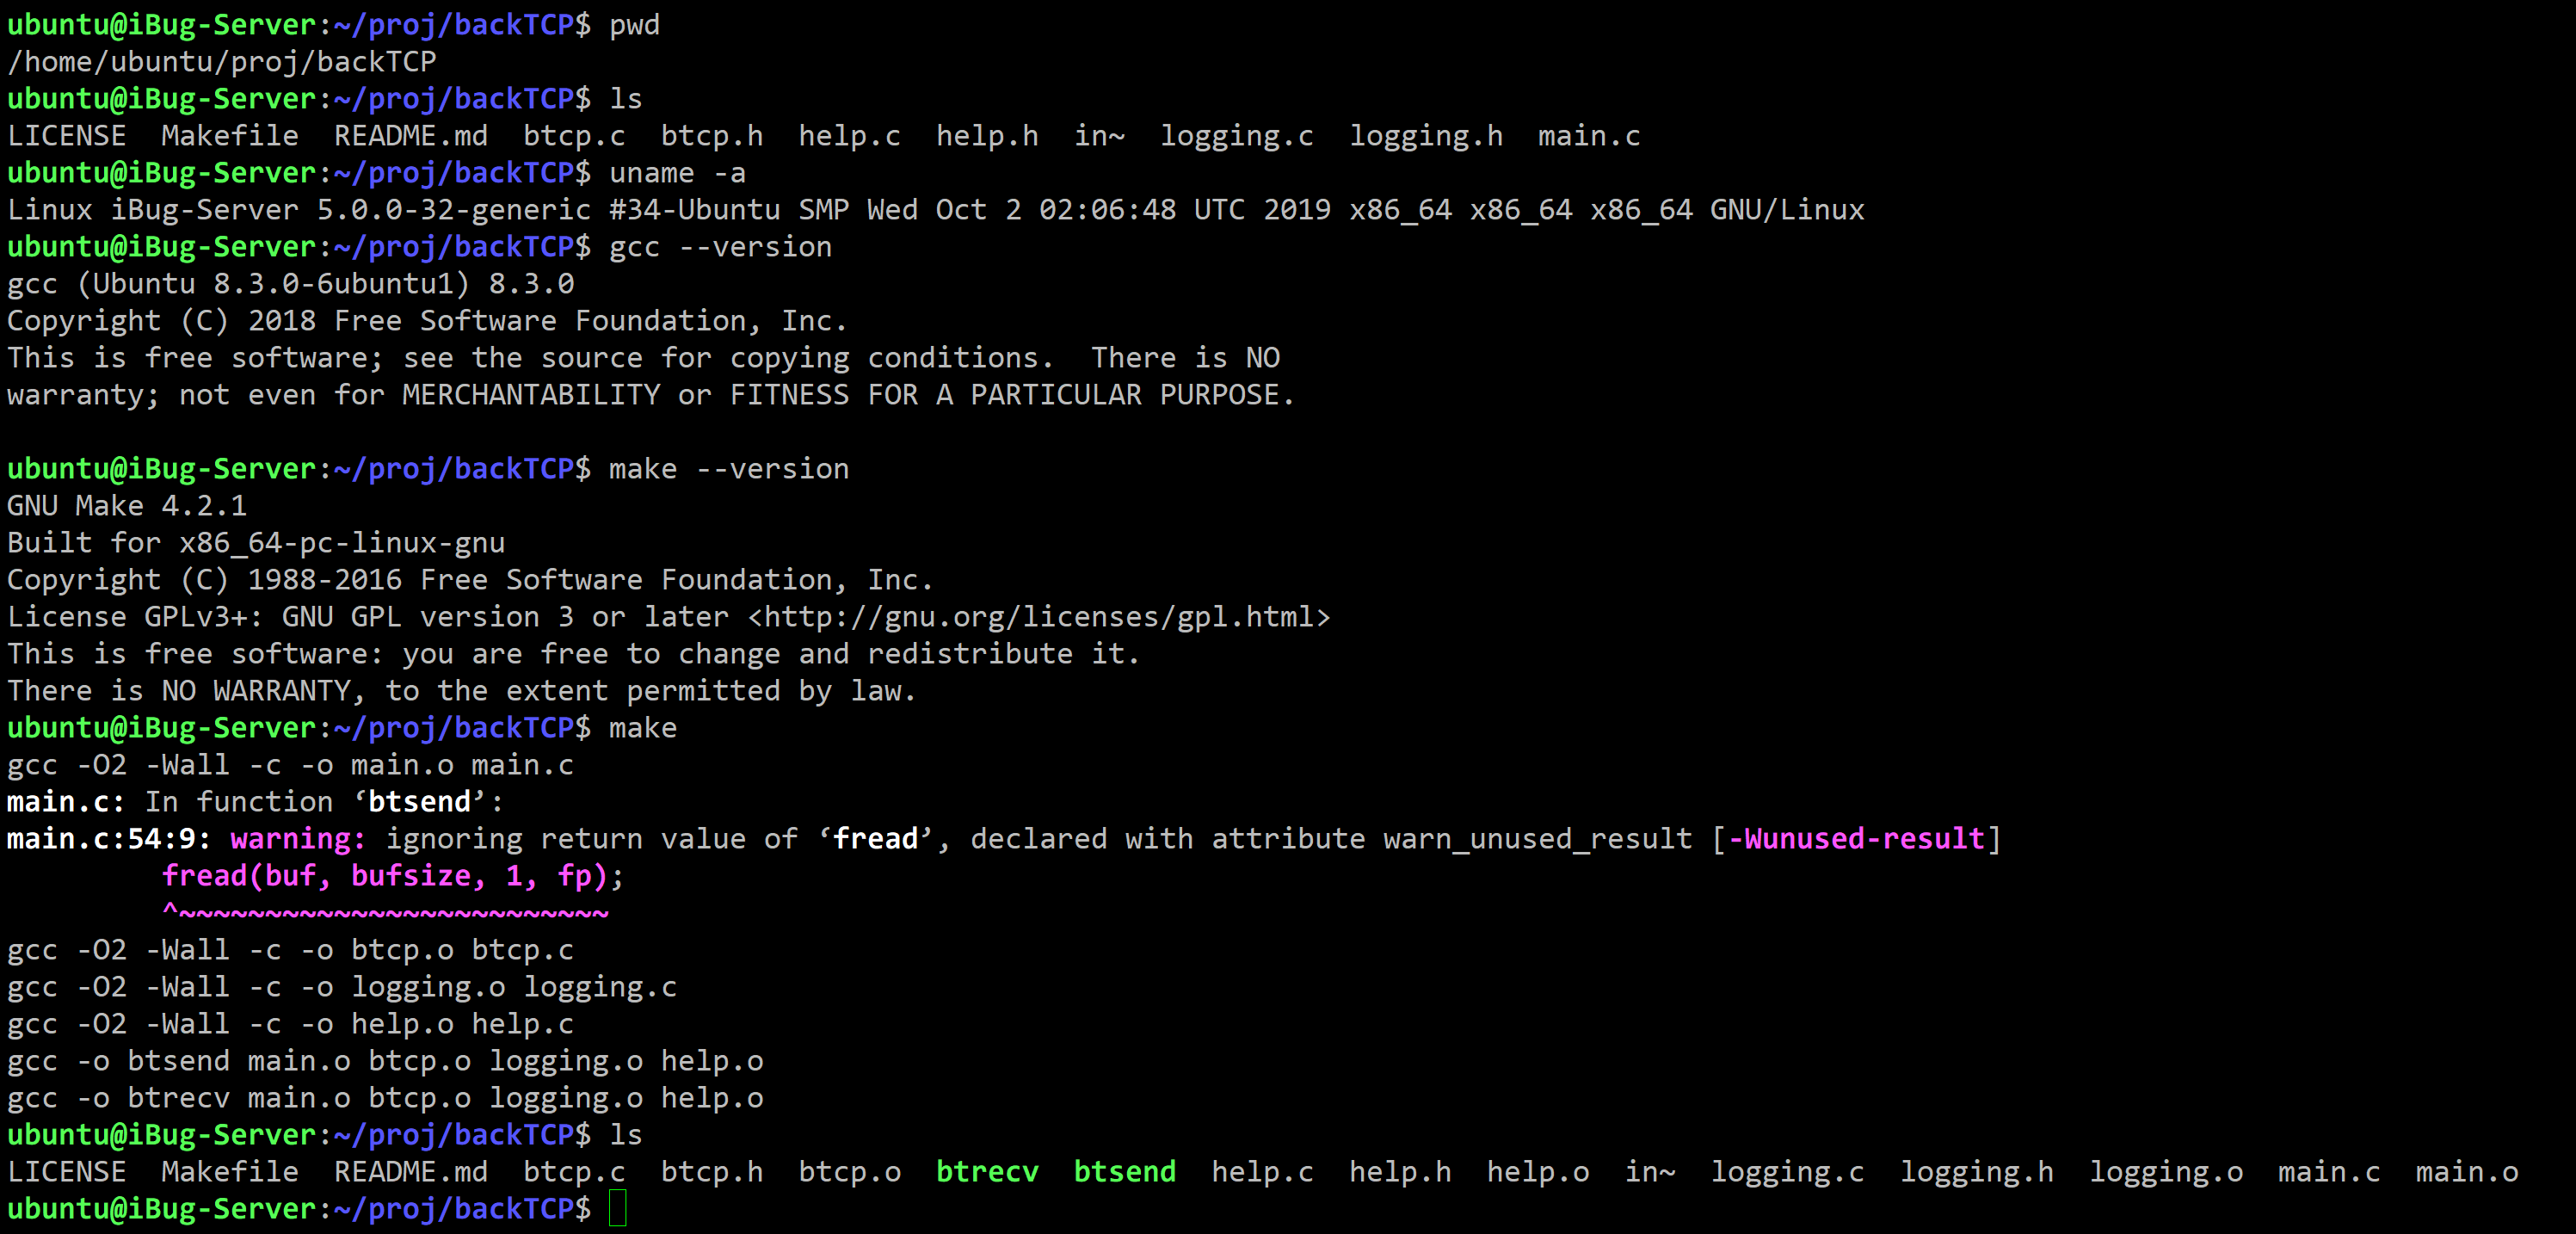 ubuntu@iBug-Server:~/proj/backTCP$ pwd
/home/ubuntu/proj/backTCP
ubuntu@iBug-Server:~/proj/backTCP$ ls
LICENSE  Makefile  README.md  btcp.c  btcp.h  help.c  help.h  in~  logging.c  logging.h  main.c
ubuntu@iBug-Server:~/proj/backTCP$ uname -a
Linux iBug-Server 5.0.0-32-generic #34-Ubuntu SMP Wed Oct 2 02:06:48 UTC 2019 x86_64 x86_64 x86_64 GNU/Linux
ubuntu@iBug-Server:~/proj/backTCP$ gcc --version
gcc (Ubuntu 8.3.0-6ubuntu1) 8.3.0
Copyright (C) 2018 Free Software Foundation, Inc.
This is free software; see the source for copying conditions.  There is NO
warranty; not even for MERCHANTABILITY or FITNESS FOR A PARTICULAR PURPOSE.

ubuntu@iBug-Server:~/proj/backTCP$ make --version
GNU Make 4.2.1
Built for x86_64-pc-linux-gnu
Copyright (C) 1988-2016 Free Software Foundation, Inc.
License GPLv3+: GNU GPL version 3 or later <http://gnu.org/licenses/gpl.html>
This is free software: you are free to change and redistribute it.
There is NO WARRANTY, to the extent permitted by law.
ubuntu@iBug-Server:~/proj/backTCP$ make
gcc -O2 -Wall -c -o main.o main.c
main.c: In function ‘btsend’:
main.c:54:9: warning: ignoring return value of ‘fread’, declared with attribute warn_unused_result [-Wunused-result]
         fread(buf, bufsize, 1, fp);
         ^~~~~~~~~~~~~~~~~~~~~~~~~~
gcc -O2 -Wall -c -o btcp.o btcp.c
gcc -O2 -Wall -c -o logging.o logging.c
gcc -O2 -Wall -c -o help.o help.c
gcc -o btsend main.o btcp.o logging.o help.o
gcc -o btrecv main.o btcp.o logging.o help.o
ubuntu@iBug-Server:~/proj/backTCP$ ls
LICENSE  Makefile  README.md  btcp.c  btcp.h  btcp.o  btrecv  btsend  help.c  help.h  help.o  in~  logging.c  logging.h  logging.o  main.c  main.o
ubuntu@iBug-Server:~/proj/backTCP$